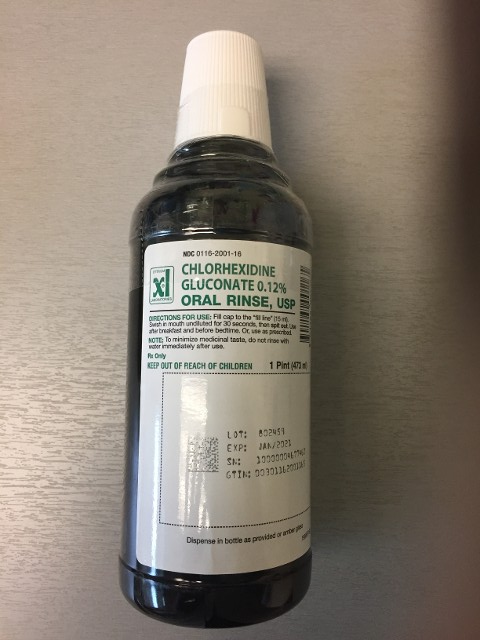 NDC 0116-2001-16
xl
CHLORHEXIDINE
GLUCONATE 0.12%
ORAL RINSE, USP
DIRECTIONS FOR USE: Fill cap to the "fill line" (15 ml).
Swish in mouth undiluted for 30 seconds, then spit out. Use
after breakfast and before bedtime. Or, use as prescribed.
NOTE: To minimize medicinal taste, do not rinse with
water immediately after use.
Rx Only
KEEP OUT OF REACH OF CHILDREN 1 Pint (473 ml)
LOT: 802459
EXP: JAN/2021
SN:
GTIN:
Dispense in bottle as provided or amber glass